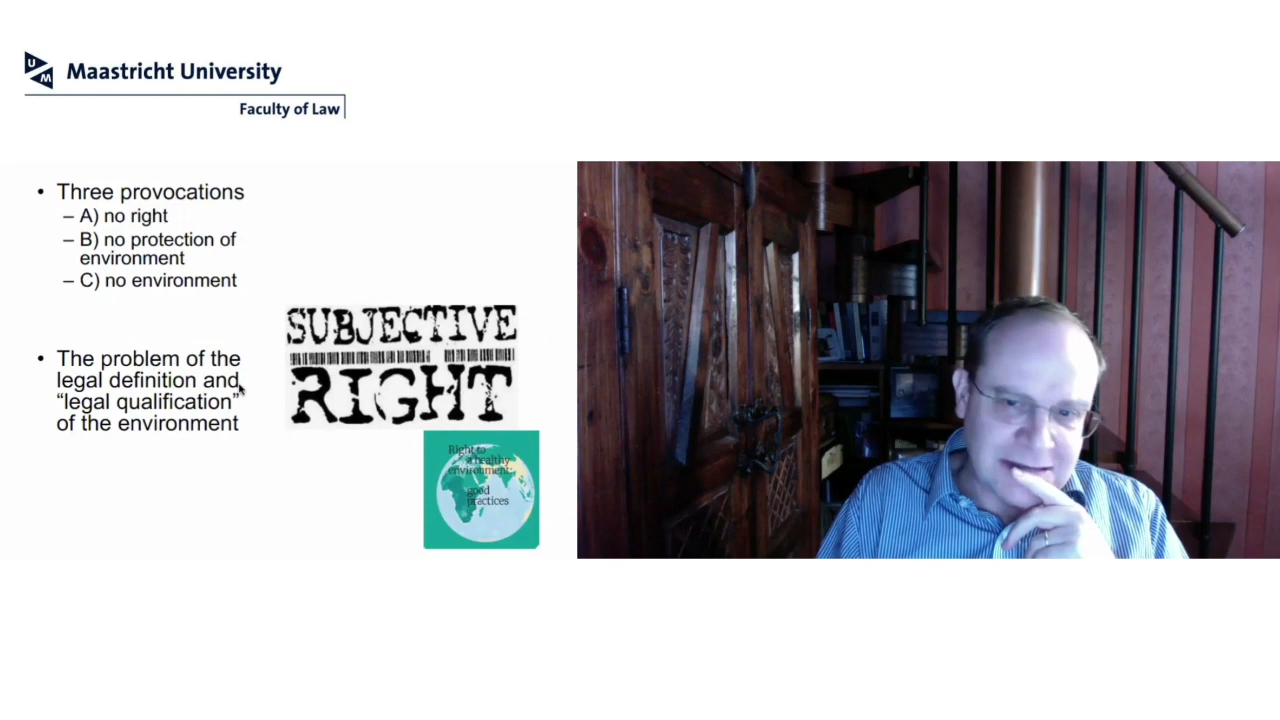 U
M
Maastricht University
Faculty of Law
• Three provocations
– A) no right
– B) no protection of
environment
– C) no environment
• The problem of the
legal definition and
“legal qualification”
of the environment
SUBJECTIVE
RIGHT
Right to
a healthy
environment:
good
practices